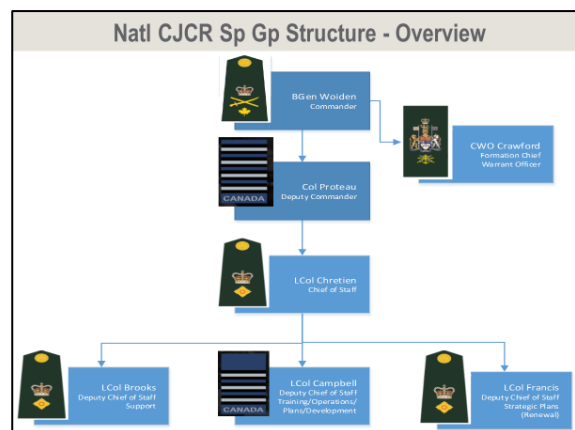 Natl CJCR Sp Gp Structure - Overview
BGen Woiden
Commander
CWO Crawford
Formation Chief
Warrant Officer
Col Proteau
Deputy Commander
CANADA
LCol Chretien
Chief of Staff
LCol Brooks
Deputy Chief of Staff
Support
LCol Campbell
Deputy Chief of Staff
Training/Operations/
Plans/Development
CANADA
LCol Francis
Deputy Chief of Staff
Strategic Plans
(Renewal)